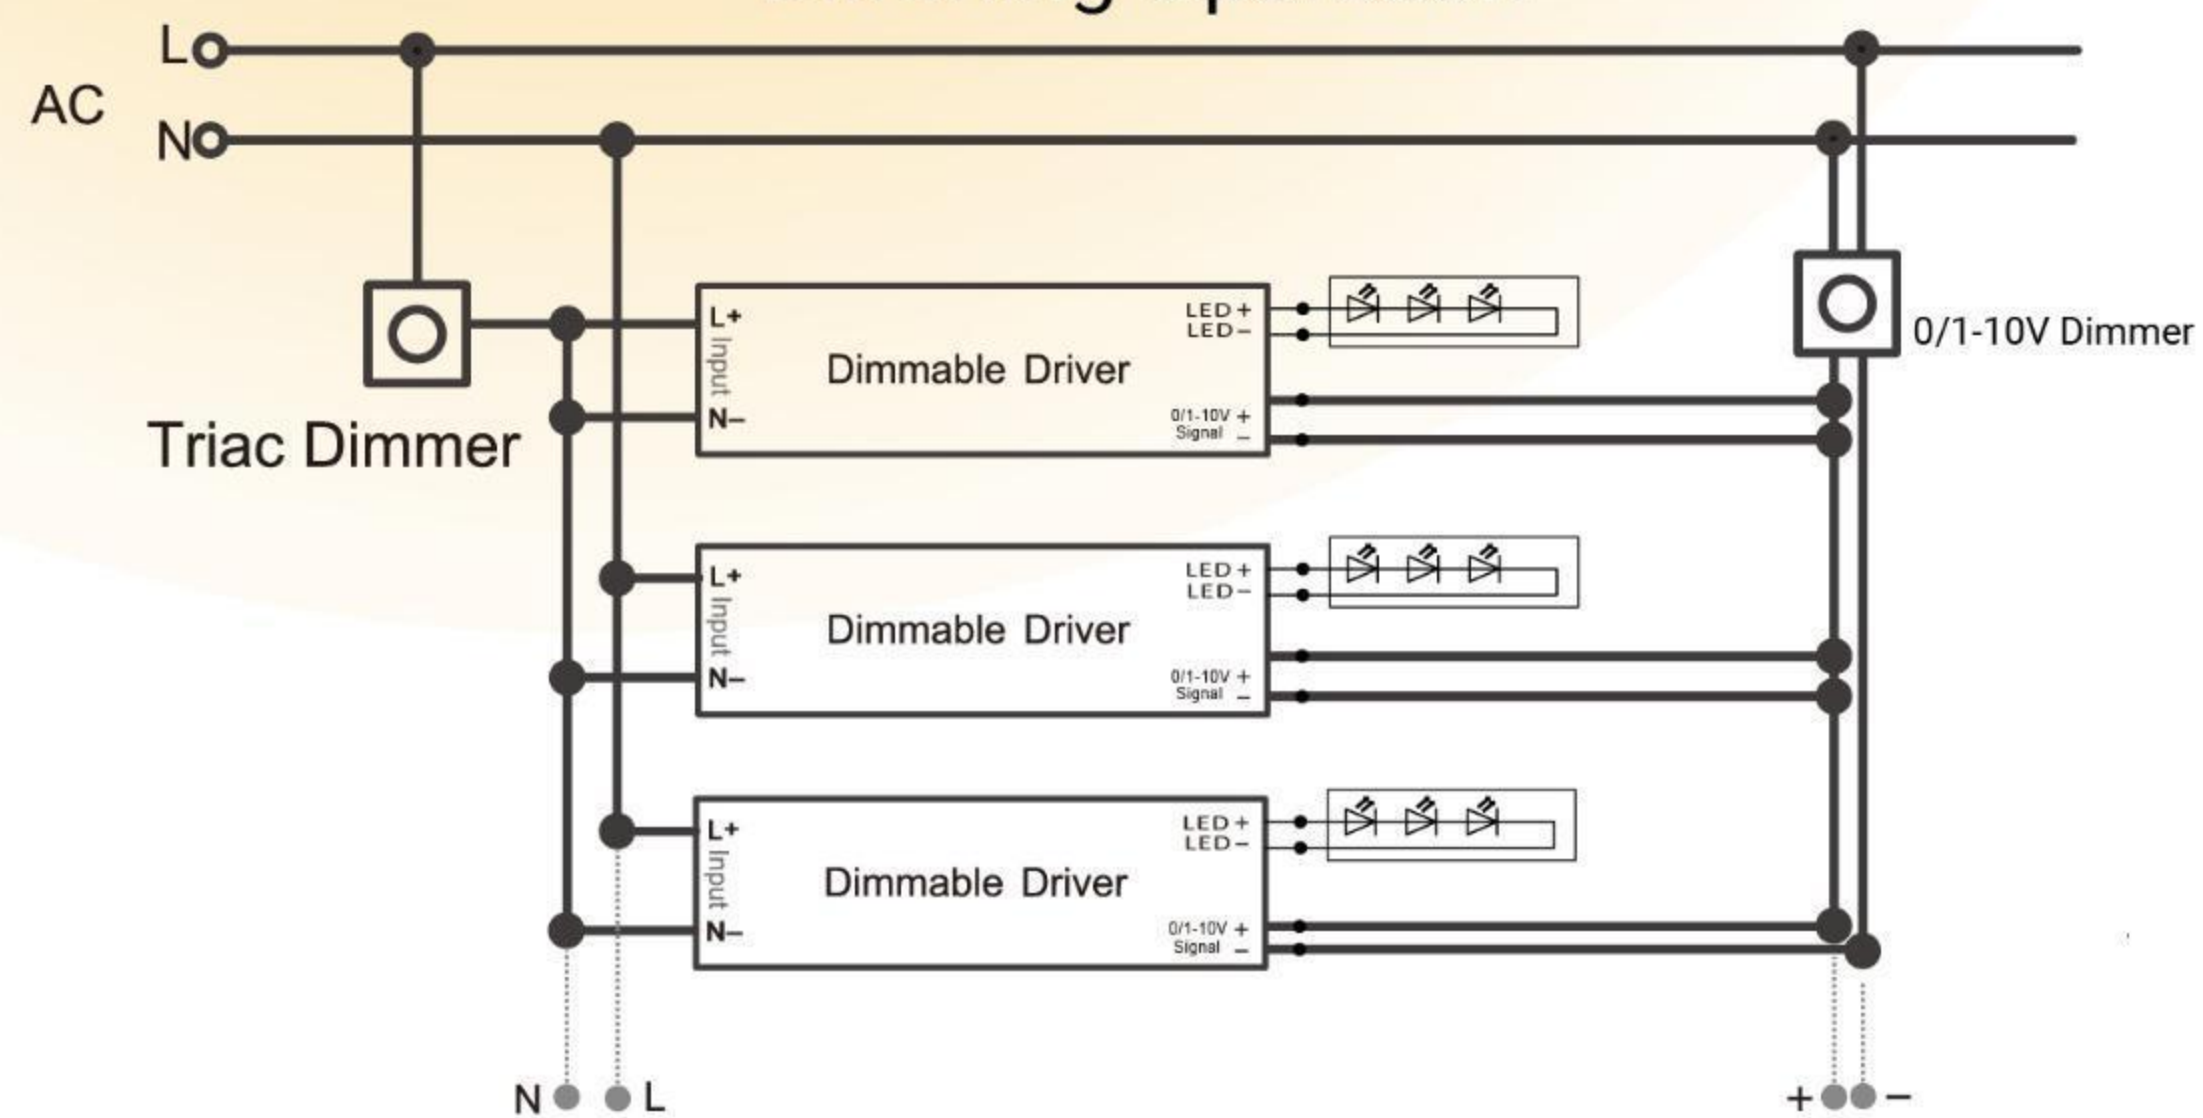 L
AC
N
0/1-10V Dimmer
Triac Dimmer
L+
Input
N–
Dimmable Driver
LED +
LED –
0/1-10V +
Signal –
L+
Input
N–
Dimmable Driver
LED +
LED –
0/1-10V +
Signal –
L+
Input
N–
Dimmable Driver
LED +
LED –
0/1-10V +
Signal –
N L + –